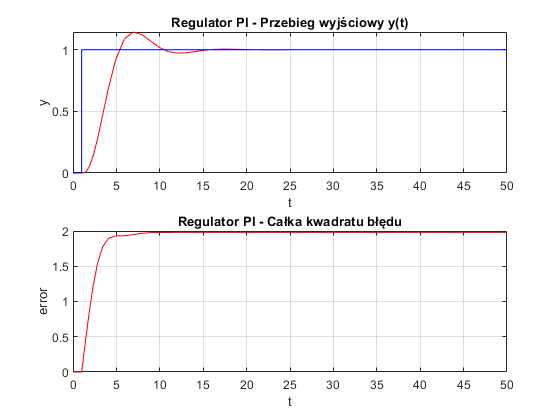 Regulator PI - Przebieg wyjściowy y(t)
1
0.5
0
y
0 5 10 15 20 25 30 35 40 45 50
t
Regulator PI - Całka kwadratu błędu
2
1.5
1
0.5
0
error
0 5 10 15 20 25 30 35 40 45 50
t